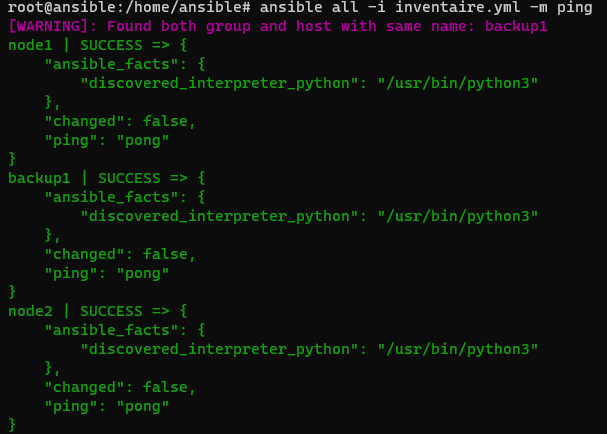 root@ansible:/home/ansible# ansible all -i inventaire.yml -m ping
[WARNING]: Found both group and host with same name: backup1
node1 | SUCCESS => {
    "ansible_facts": {
        "discovered_interpreter_python": "/usr/bin/python3"
    },
    "changed": false,
    "ping": "pong"
}
backup1 | SUCCESS => {
    "ansible_facts": {
        "discovered_interpreter_python": "/usr/bin/python3"
    },
    "changed": false,
    "ping": "pong"
}
node2 | SUCCESS => {
    "ansible_facts": {
        "discovered_interpreter_python": "/usr/bin/python3"
    },
    "changed": false,
    "ping": "pong"
}